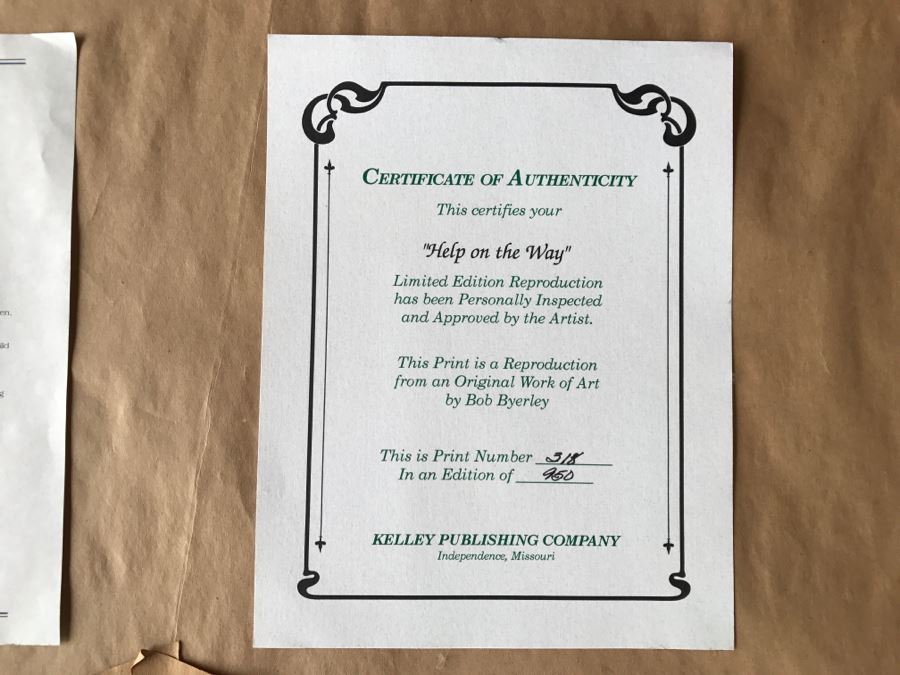 CERTIFICATE OF AUTHENTICITY
This certifies your
"Help on the Way"
Limited Edition Reproduction
has been Personally Inspected
and Approved by the Artist.
This Print is a Reproduction
from an Original Work of Art
by Bob Byerley
This is Print Number 318
In an Edition of 950
KELLEY PUBLISHING COMPANY
Independence, Missouri